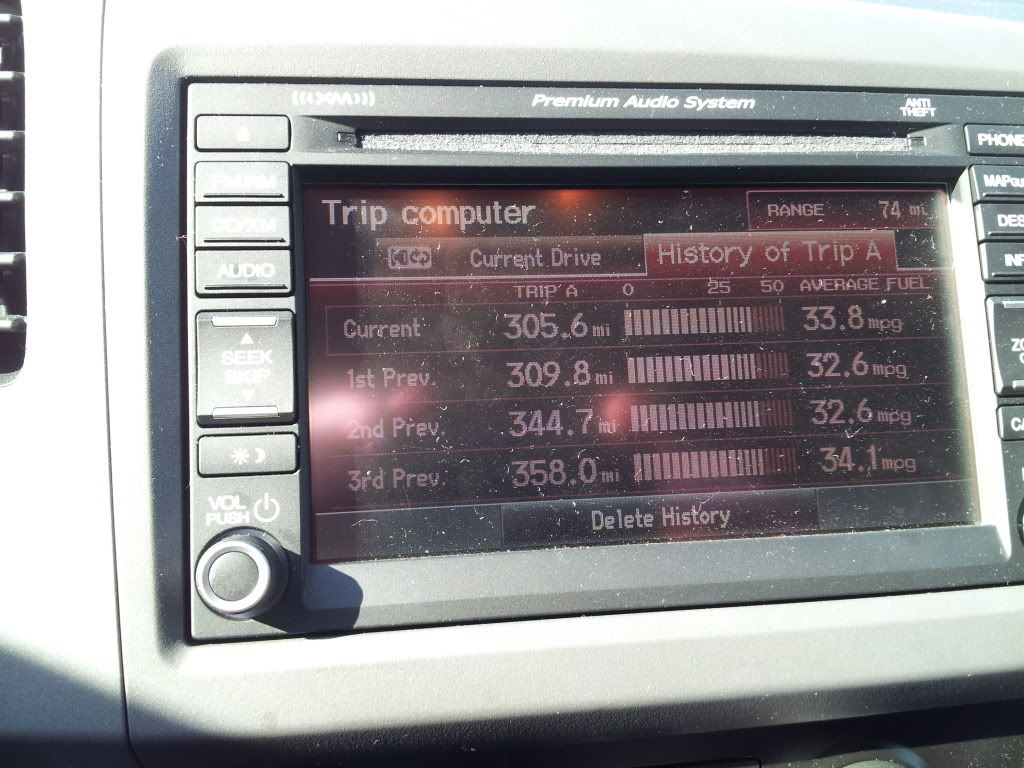 (((XM))) Premium Audio System ANTI THEFT
PHONE
Trip computer RANGE 74 mi
MAP
CD/XM
Current Drive History of Trip A
AUDIO
TRIP A 0 25 50 AVERAGE FUEL
Current 305.6 mi 33.8 mpg
SEEK
SKIP
1st Prev. 309.8 mi 32.6 mpg
2nd Prev. 344.7 mi 32.6 mpg
3rd Prev. 358.0 mi 34.1 mpg
VOL
PUSH
Delete History